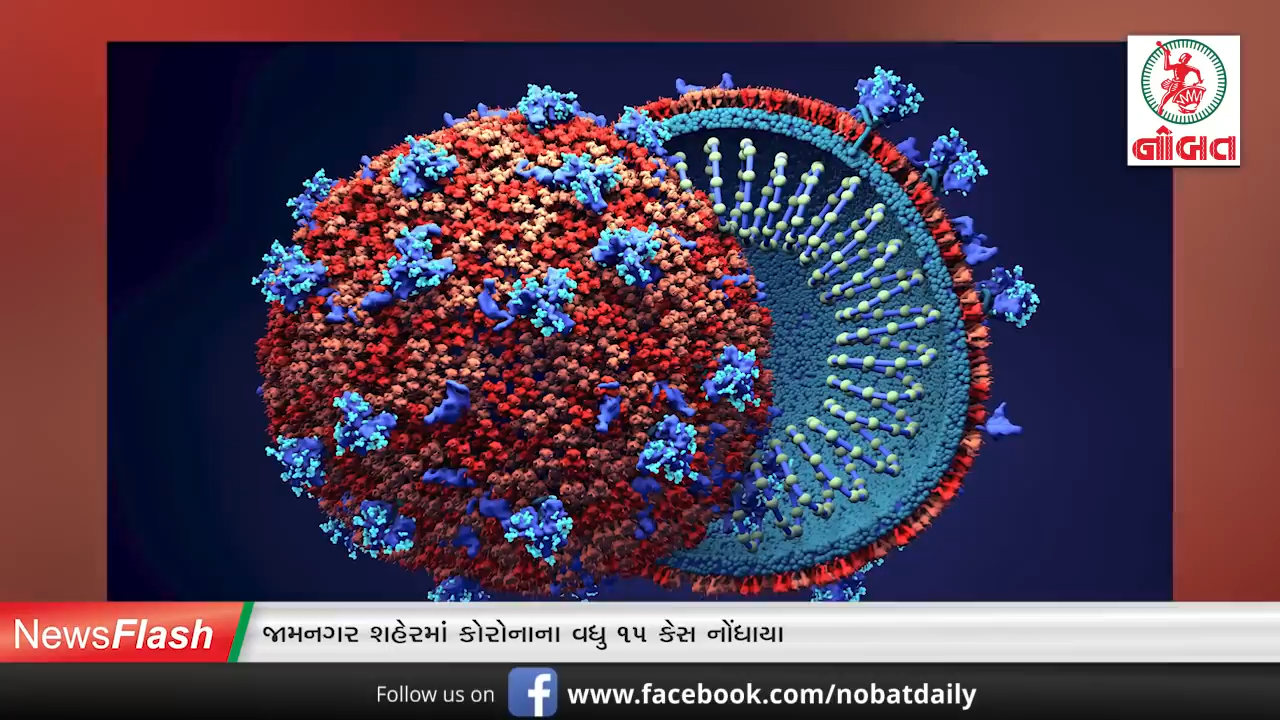 નોબત
NewsFlash
જામનગર શહેરમાં કોરોનાના વધુ ૧૫ કેસ નોંધાયા
Follow us on f www.facebook.com/nobatdaily